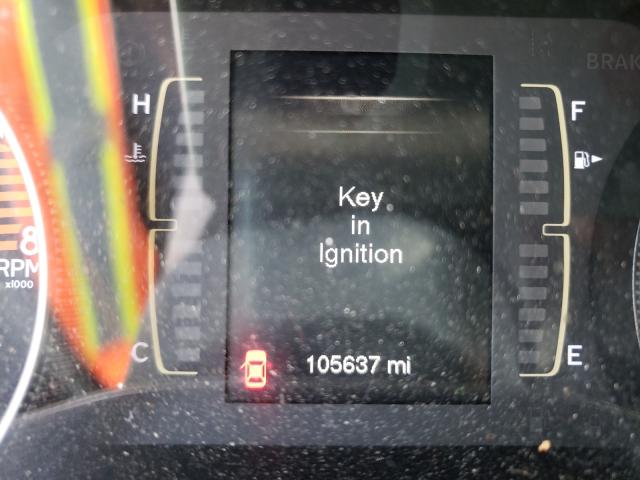 BRAK
H
F
Key
in
Ignition
8
RPM
x1000
C
E
105637 mi